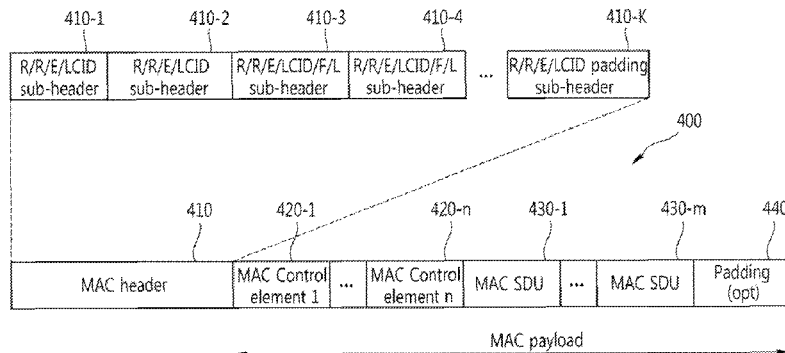 410-1 410-2 410-3 410-4 410-K
R/R/E/LCID R/R/E/LCID R/R/E/LCID/F/L R/R/E/LCID/F/L ... R/R/E/LCID padding
sub-header sub-header sub-header sub-header sub-header
400
410 420-1 420-n 430-1 430-m 440
MAC header MAC Control ... MAC Control MAC SDU ... MAC SDU Padding
element 1 element n (opt)
MAC payload